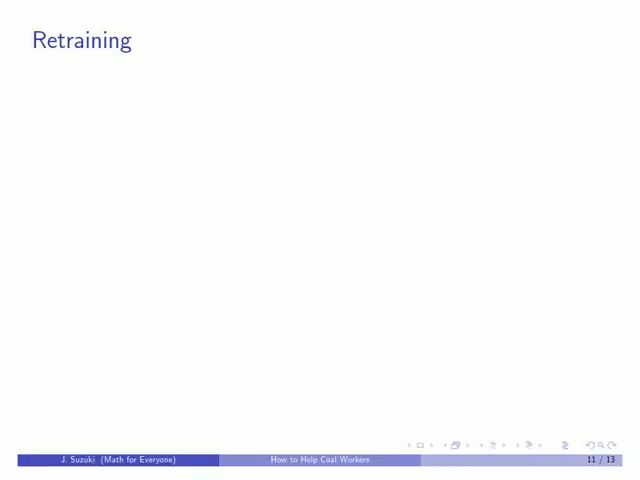 Retraining
J. Suzuki (Math for Everyone) How to Help Coal Workers 11 / 13